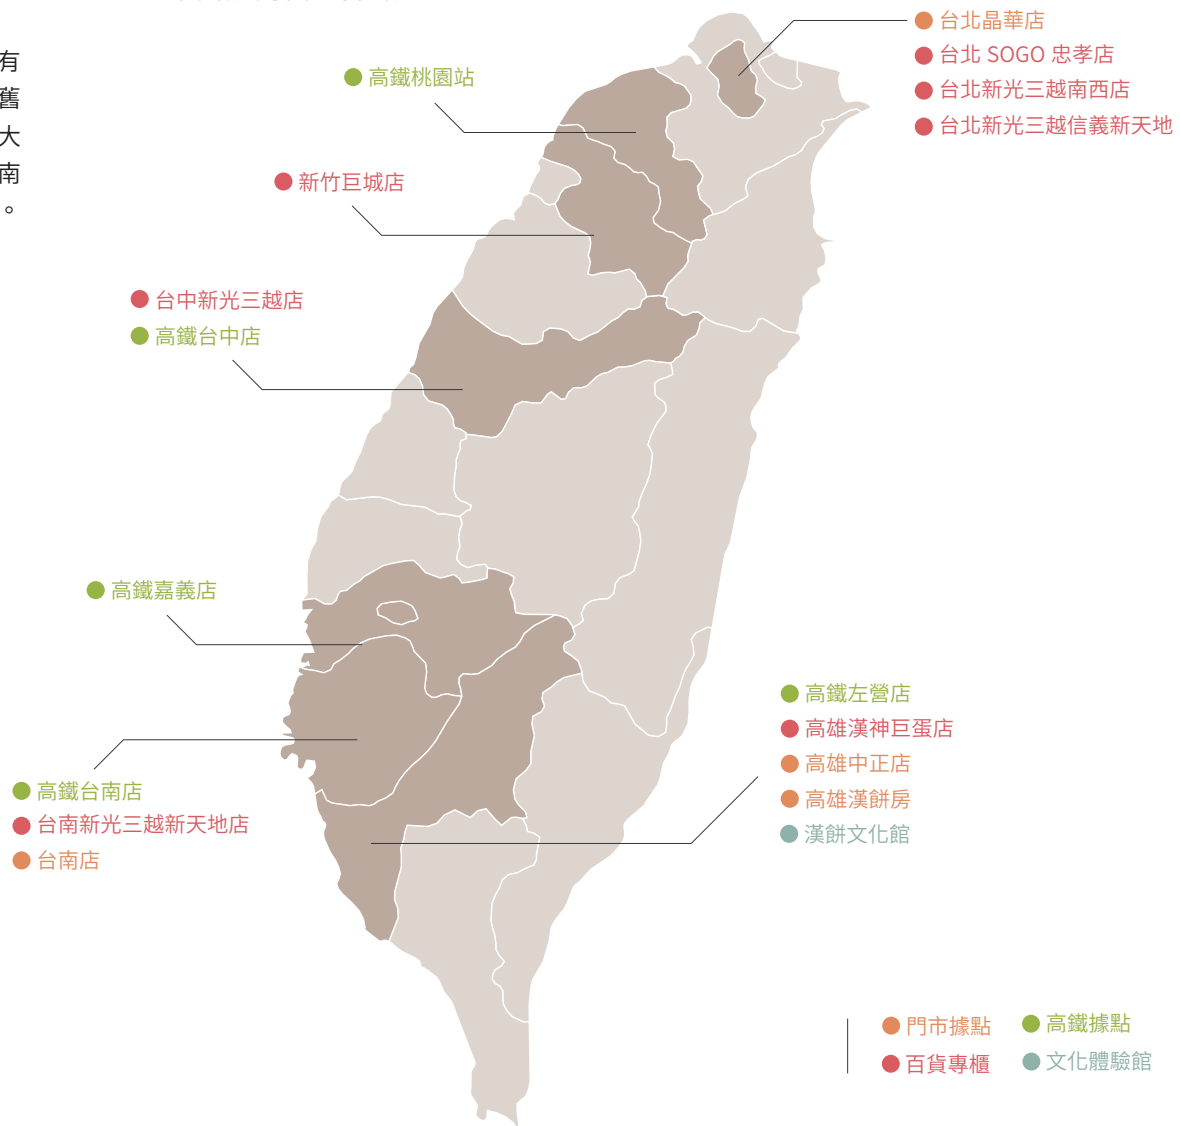 有
舊
大
南
。
台北晶華店
台北 SOGO 忠孝店
台北新光三越南西店
台北新光三越信義新天地
高鐵桃園站
新竹巨城店
台中新光三越店
高鐵台中店
高鐵嘉義店
高鐵左營店
高雄漢神巨蛋店
高雄中正店
高雄漢餅房
漢餅文化館
高鐵台南店
台南新光三越新天地店
台南店
門市據點
高鐵據點
百貨專櫃
文化體驗館